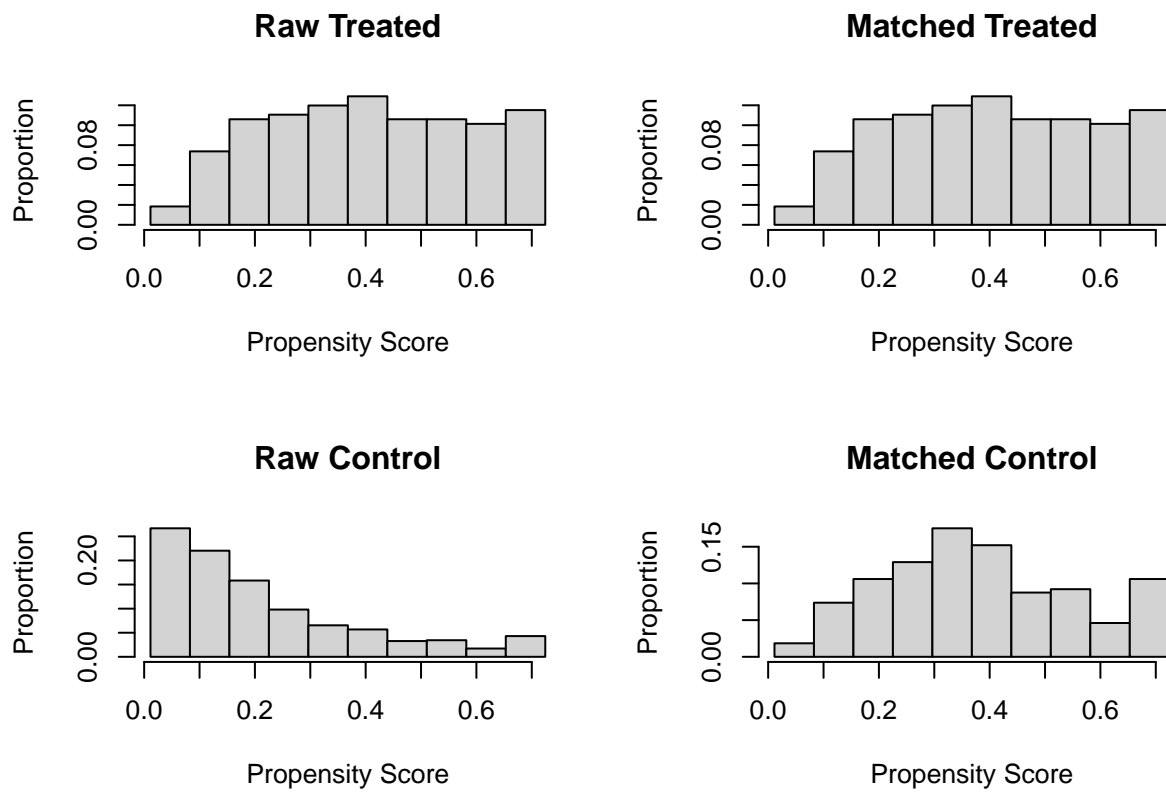 Raw Treated
Proportion
0.00 0.08
0.0 0.2 0.4 0.6
Propensity Score
Matched Treated
Proportion
0.00 0.08
0.0 0.2 0.4 0.6
Propensity Score
Raw Control
Proportion
0.00 0.20
0.0 0.2 0.4 0.6
Propensity Score
Matched Control
Proportion
0.00 0.15
0.0 0.2 0.4 0.6
Propensity Score